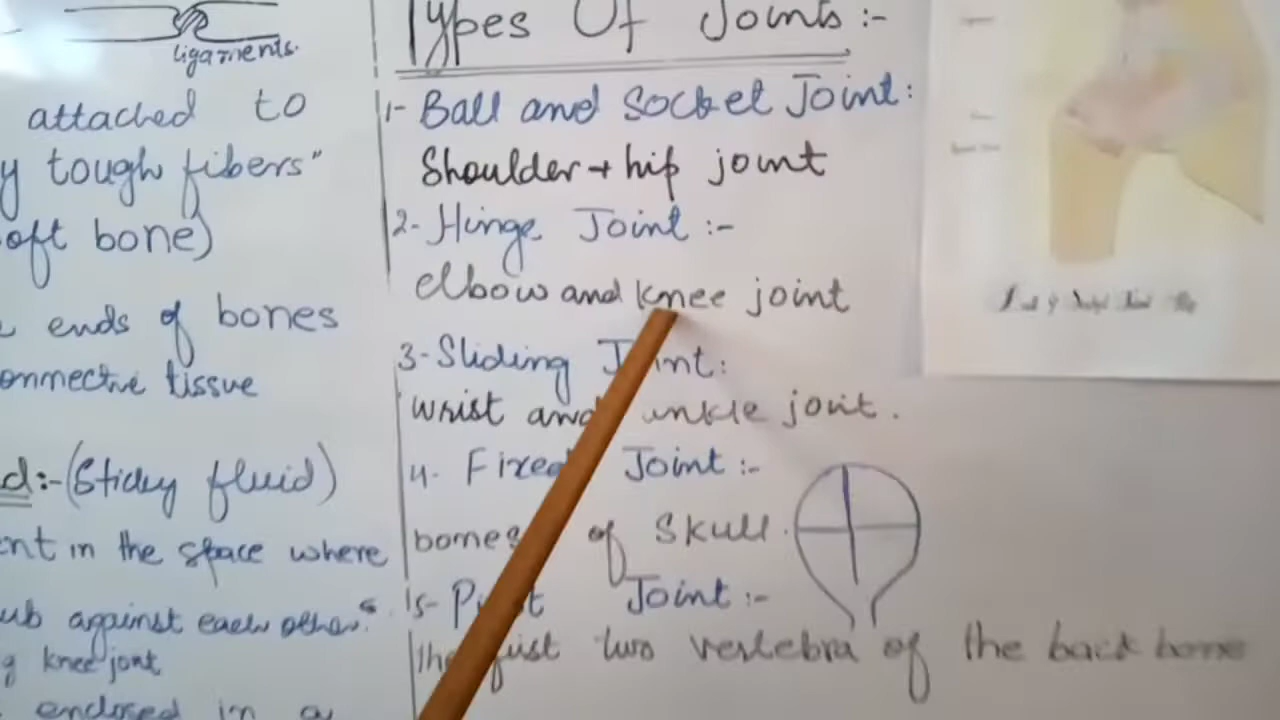 ligaments.
attached to
y tough fibers"
oft bone)
ends of bones
onnective tissue
d:-(Sticky fluid)
ent in the space where
ub against each other."
g knee joint
enclosed in a
Types Of Joints:-
1- Ball and Socket Joint:
Shoulder + hip joint
2- Hinge Joint :-
elbow and knee joint
3- Sliding Joint:
wrist and ankle joint.
4. Fixed Joint :-
bones of Skull.
5- Pivot Joint :-
the fist two vertebra of the back bone